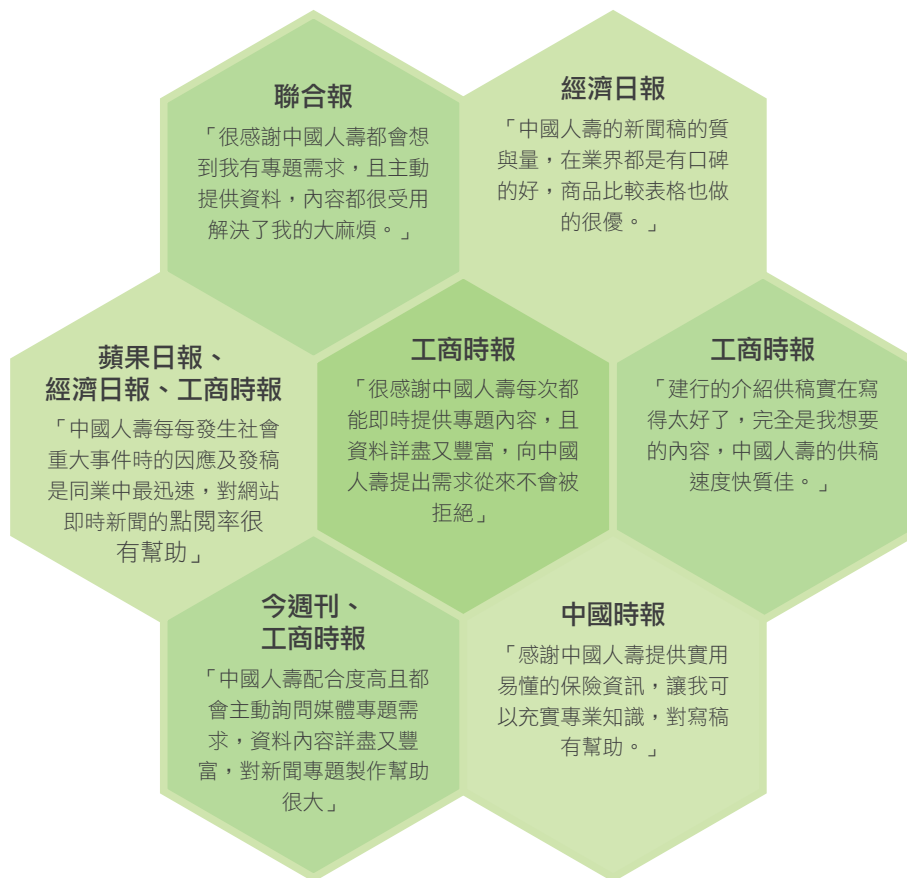 聯合報
「很感謝中國人壽都會想
到我有專題需求，且主動
提供資料，內容都很受用
解決了我的大麻煩。」
經濟日報
「中國人壽的新聞稿的質
與量，在業界都是有口碑
的好，商品比較表格也做
的很優。」
蘋果日報、
經濟日報、工商時報
「中國人壽每每發生社會
重大事件時的因應及發稿
是同業中最迅速，對網站
即時新聞的點閱率很
有幫助」
工商時報
「很感謝中國人壽每次都
能即時提供專題內容，且
資料詳盡又豐富，向中國
人壽提出需求從來不會被
拒絕」
工商時報
「建行的介紹供稿實在寫
得太好了，完全是我想要
的內容，中國人壽的供稿
速度快質佳。」
今週刊、
工商時報
「中國人壽配合度高且都
會主動詢問媒體專題需
求，資料內容詳盡又豐
富，對新聞專題製作幫助
很大」
中國時報
「感謝中國人壽提供實用
易懂的保險資訊，讓我可
以充實專業知識，對寫稿
有幫助。」